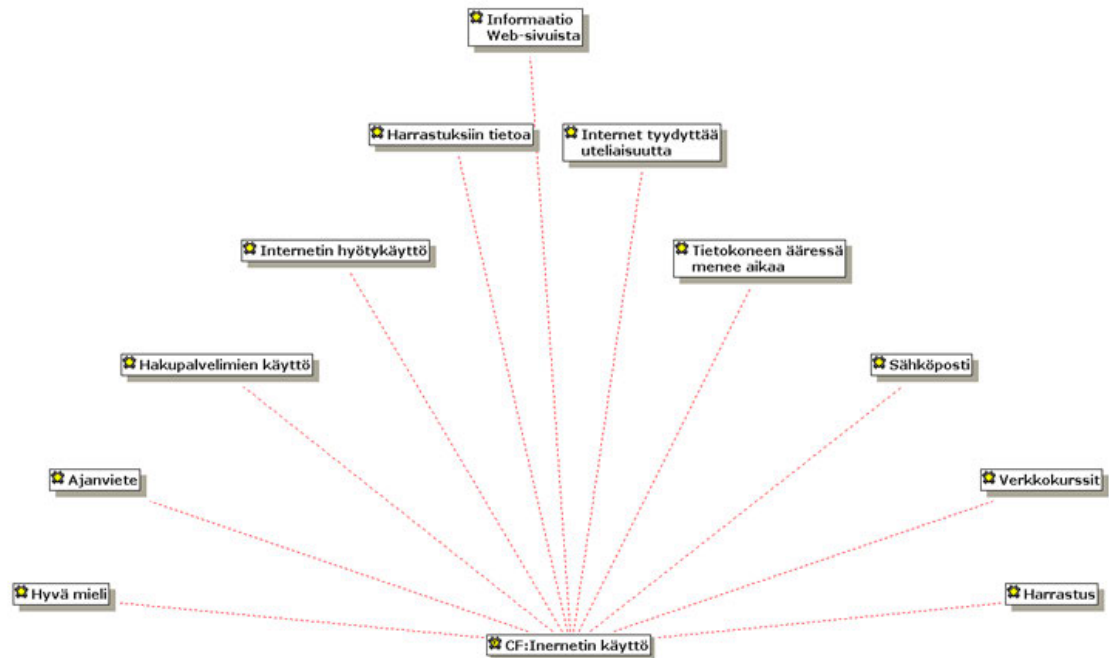 Informaatio
Web-sivuista
Harrastuksiin tietoa
Internet tyydyttää
uteliaisuutta
Internetin hyötykäyttö
Tietokoneen ääressä
menee aikaa
Hakupalvelimien käyttö
Sähköposti
Ajanviete
Verkkokurssit
Hyvä mieli
Harrastus
CF:Inernetin käyttö